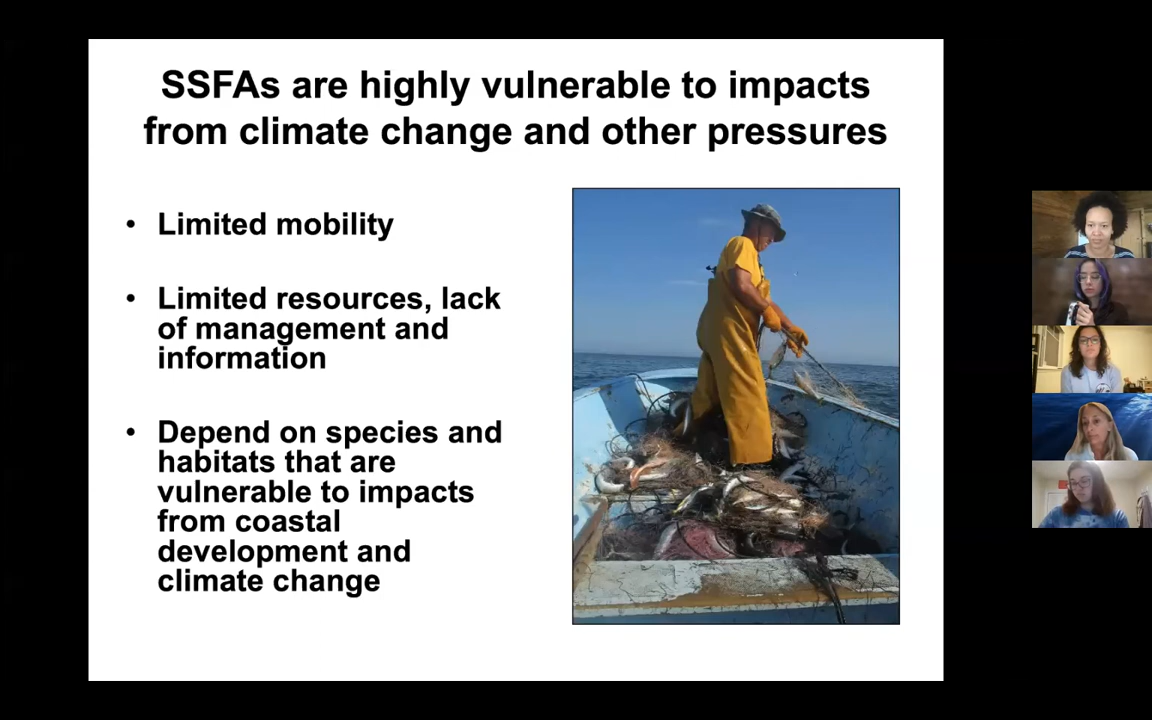 SSFAs are highly vulnerable to impacts
from climate change and other pressures
• Limited mobility
• Limited resources, lack
of management and
information
• Depend on species and
habitats that are
vulnerable to impacts
from coastal
development and
climate change